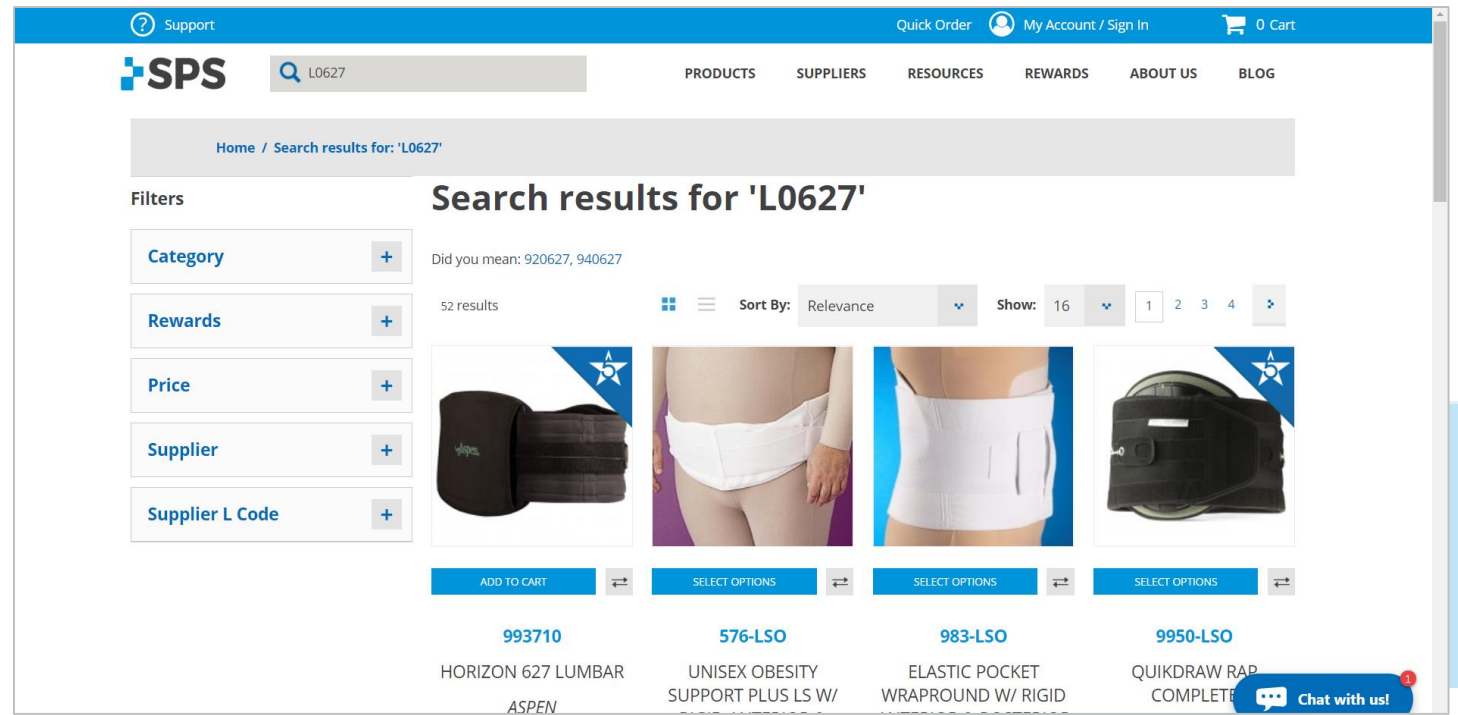 ? Support
Quick Order My Account / Sign In 0 Cart
SPS
L0627
PRODUCTS SUPPLIERS RESOURCES REWARDS ABOUT US BLOG
Home / Search results for: 'L0627'
Filters
Category +
Rewards +
Price +
Supplier +
Supplier L Code +
Search results for 'L0627'
Did you mean: 920627, 940627
52 results
Sort By: Relevance Show: 16 1 2 3 4
5
5
aspen
ADD TO CART SELECT OPTIONS SELECT OPTIONS SELECT OPTIONS
993710 576-LSO 983-LSO 9950-LSO
HORIZON 627 LUMBAR UNISEX OBESITY ELASTIC POCKET QUIKDRAW RAP
ASPEN SUPPORT PLUS LS W/ WRAPROUND W/ RIGID COMPLETE
1
Chat with us!